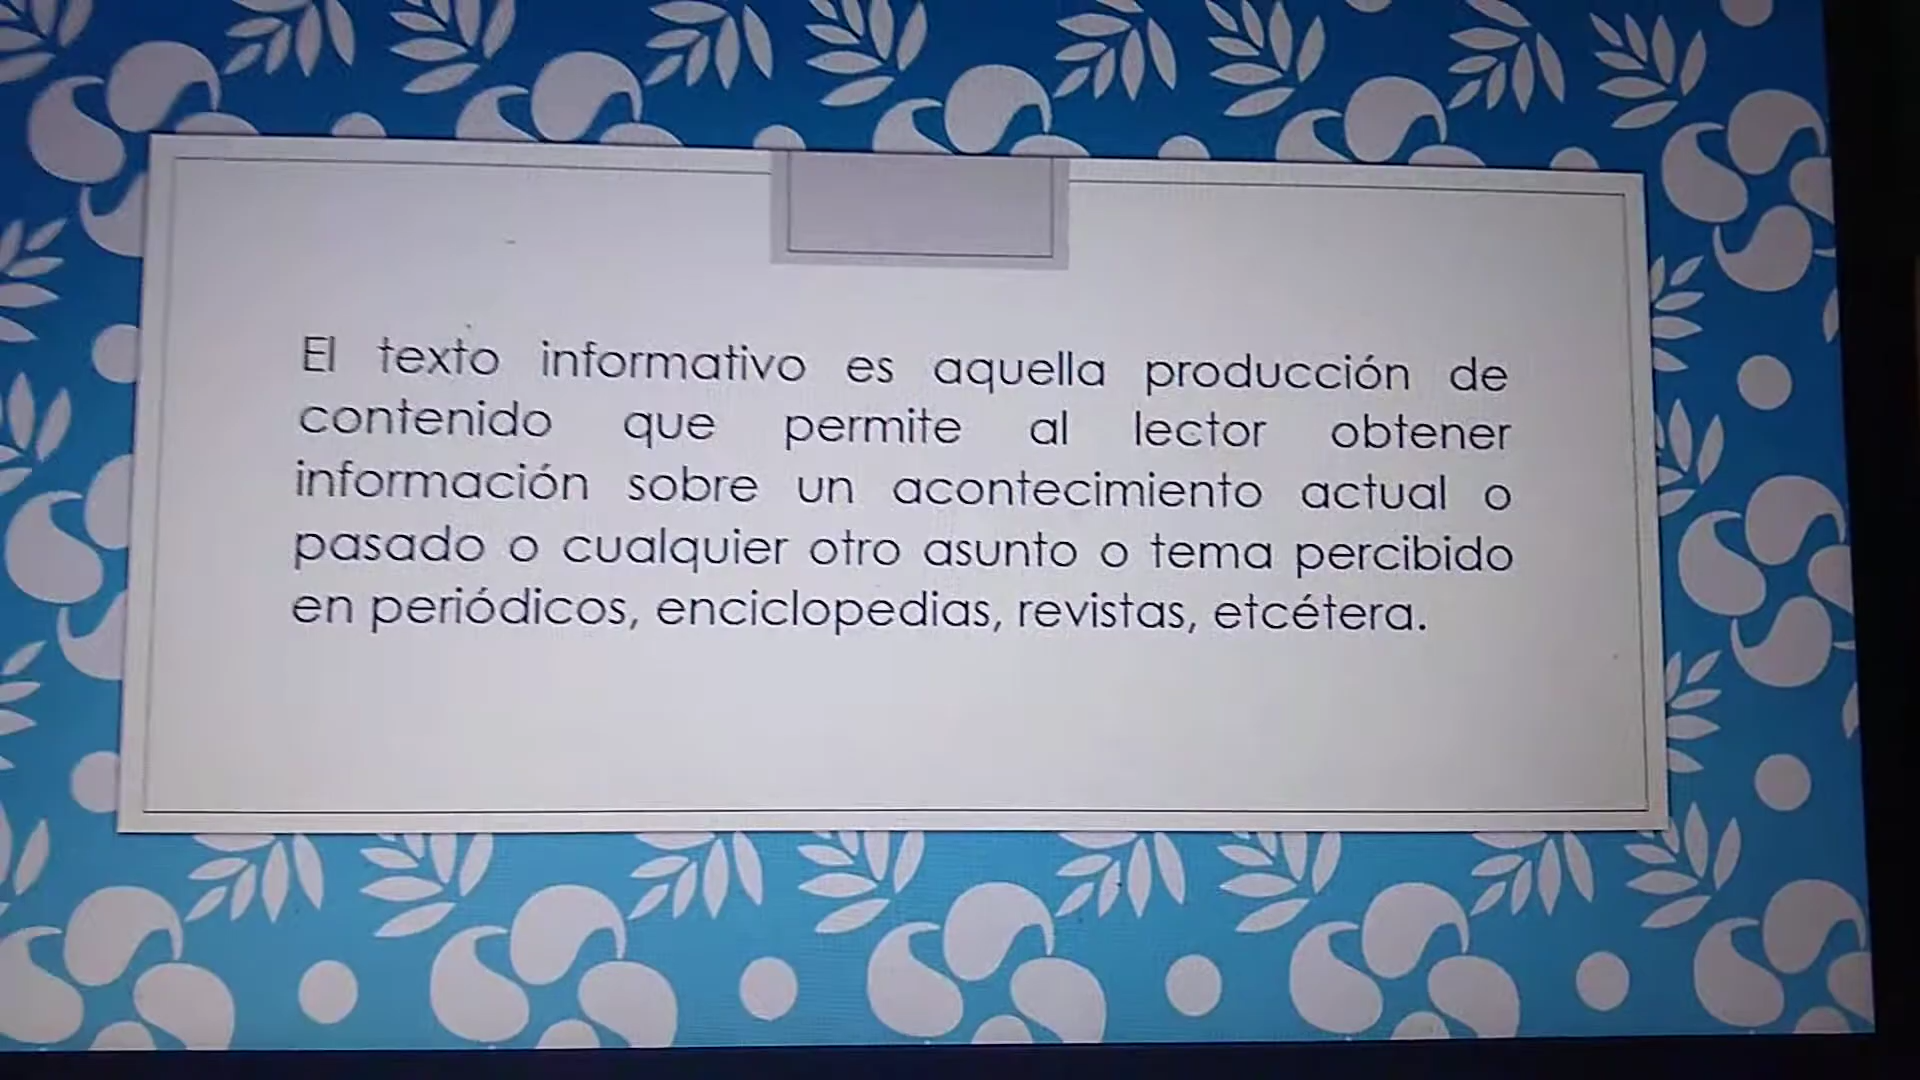 El texto informativo es aquella producción de
contenido que permite al lector obtener
información sobre un acontecimiento actual o
pasado o cualquier otro asunto o tema percibido
en periódicos, enciclopedias, revistas, etcétera.